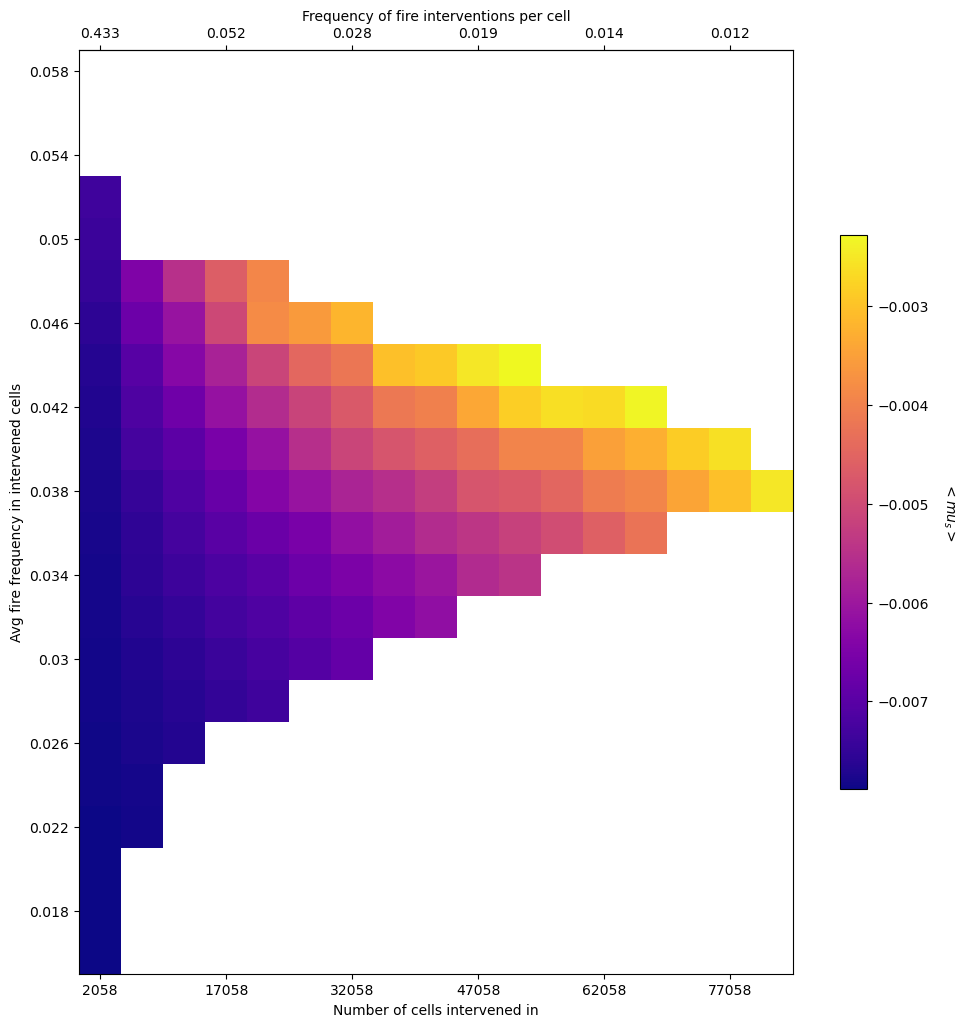 Frequency of fire interventions per cell
0.433 0.052 0.028 0.019 0.014 0.012
Avg fire frequency in intervened cells
0.058
0.054
0.05
0.046
0.042
0.038
0.034
0.03
0.026
0.022
0.018
2058 17058 32058 47058 62058 77058
Number of cells intervened in
−0.003
−0.004
−0.005
−0.006
−0.007
< mu_s >